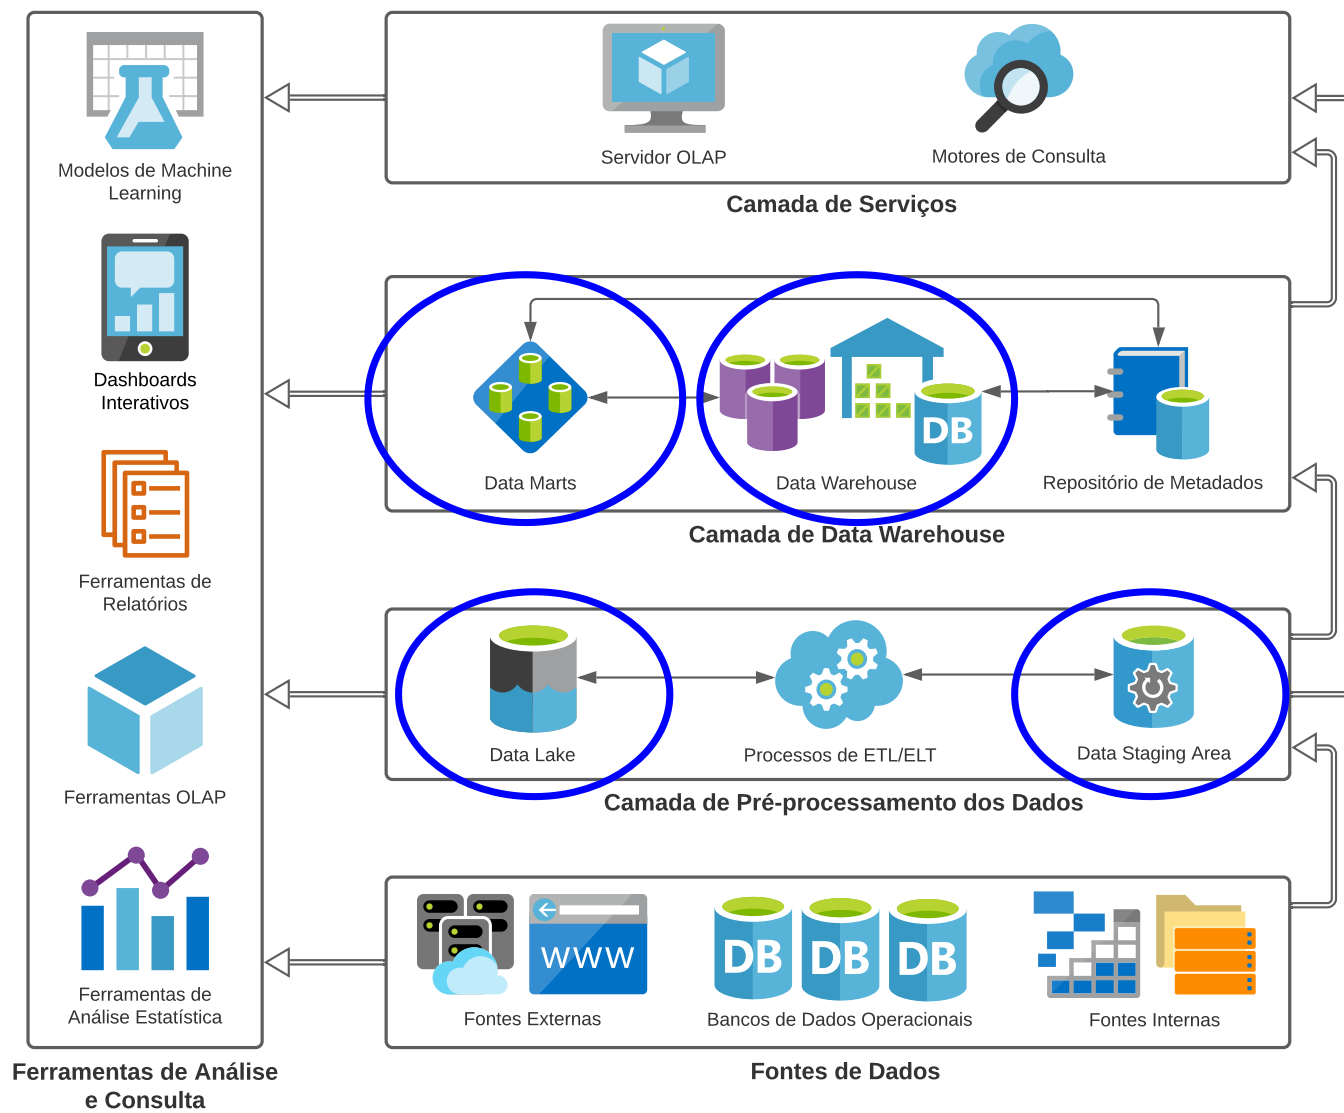 Modelos de Machine
Learning
Dashboards
Interativos
Ferramentas de
Relatórios
Ferramentas OLAP
Ferramentas de
Análise Estatística
Ferramentas de Análise
e Consulta
Servidor OLAP
Motores de Consulta
Camada de Serviços
Data Marts
DB
Data Warehouse
Repositório de Metadados
Camada de Data Warehouse
Data Lake
Processos de ETL/ELT
Data Staging Area
Camada de Pré-processamento dos Dados
www
DB
DB
DB
Fontes Externas
Bancos de Dados Operacionais
Fontes Internas
Fontes de Dados